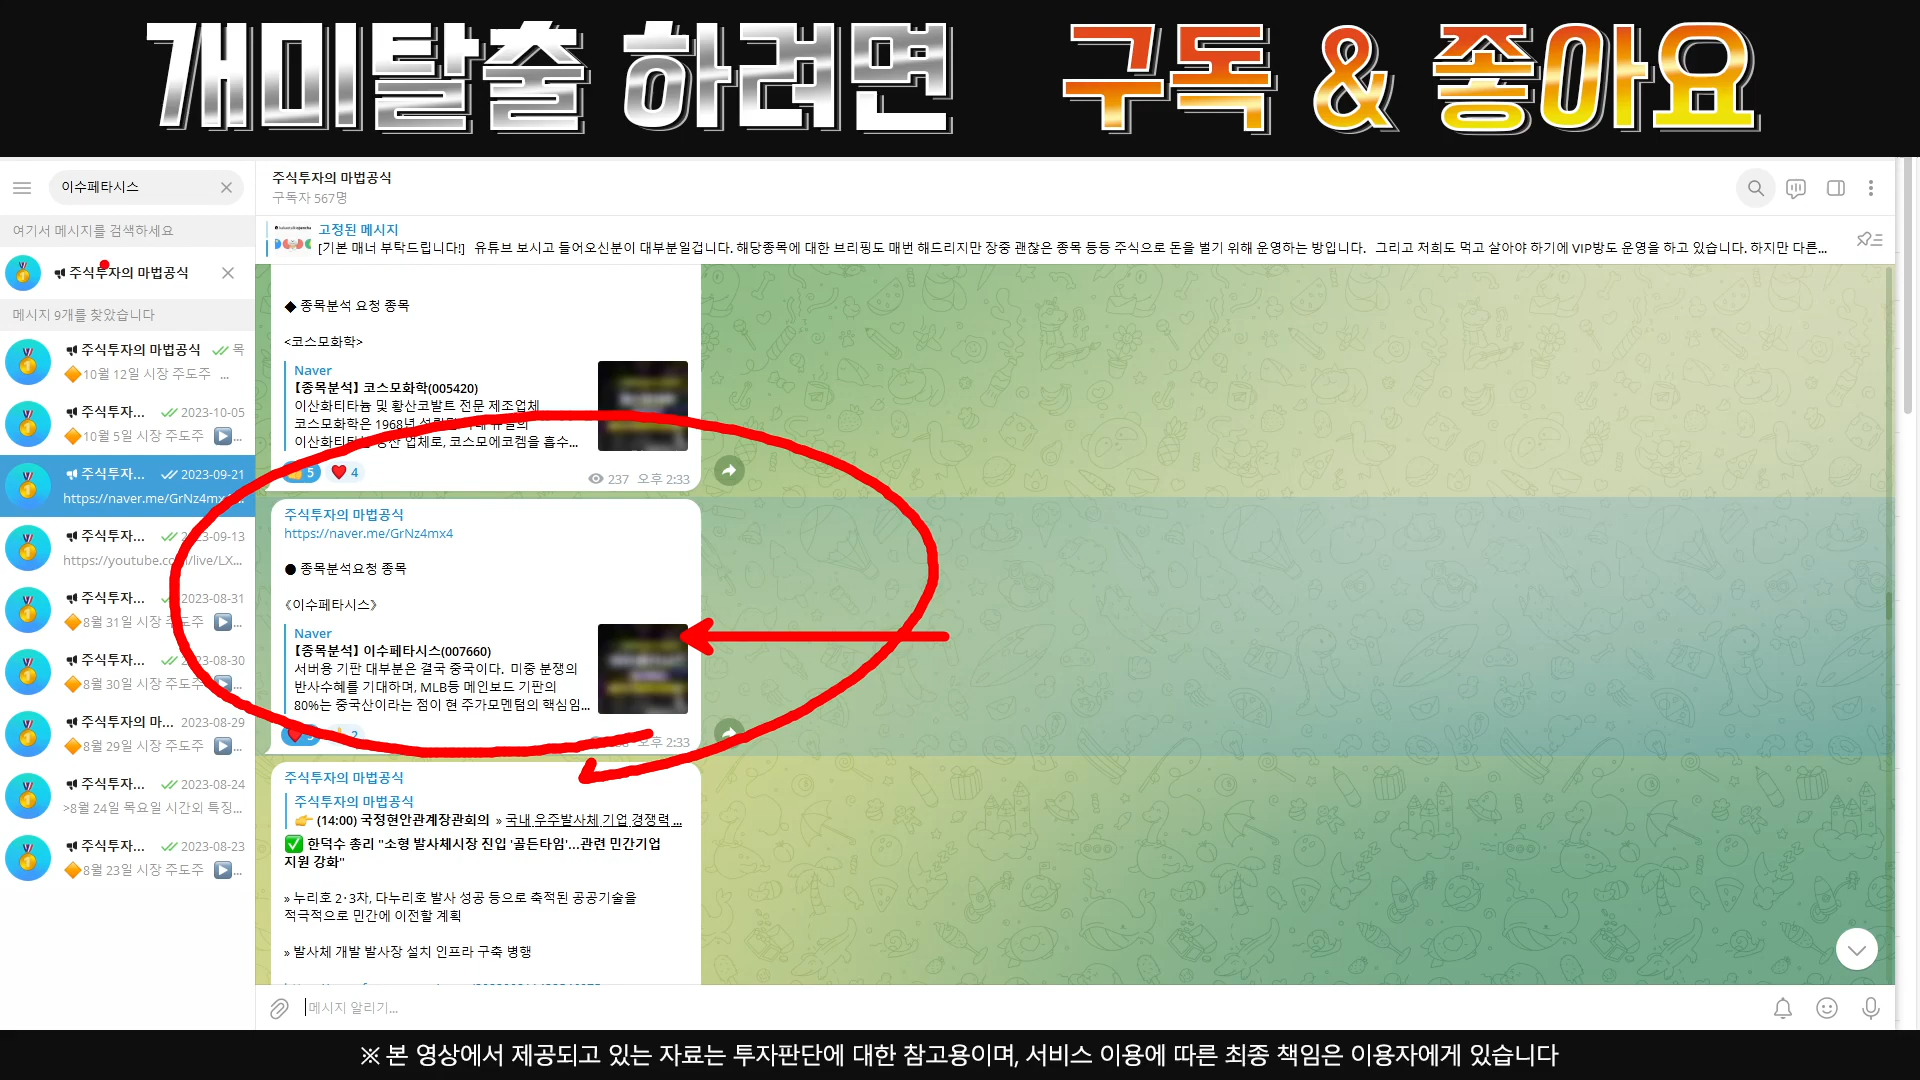 개미탈출 하려면 구독 & 좋아요
이수페타시스
여기서 메시지를 검색하세요
주식투자의 마법공식
메시지 9개를 찾았습니다
주식투자의 마법공식 목
10월 12일 시장 주도주 ...
주식투자... 2023-10-05
10월 5일 시장 주도주 ...
주식투자... 2023-09-21
https://naver.me/GrNz4mx
주식투자... 2023-09-13
https://youtube.com/live/LX...
주식투자... 2023-08-31
8월 31일 시장 주도주 ...
주식투자... 2023-08-30
8월 30일 시장 주도주 ...
주식투자의 마... 2023-08-29
8월 29일 시장 주도주 ...
주식투자... 2023-08-24
>8월 24일 목요일 시간외 특징...
주식투자... 2023-08-23
8월 23일 시장 주도주 ...
주식투자의 마법공식
구독자 567명
고정된 메시지
[기본 매너 부탁드립니다!] 유튜브 보시고 들어오신분이 대부분일겁니다. 해당종목에 대한 브리핑도 매번 해드리지만 장중 괜찮은 종목 등등 주식으로 돈을 벌기 위해 운영하는 방입니다. 그리고 저희도 먹고 살아야 하기에 VIP방도 운영을 하고 있습니다. 하지만 다른...
◆ 종목분석 요청 종목
<코스모화학>
Naver
【종목분석】 코스모화학(005420)
이산화티타늄 및 황산코발트 전문 제조업체
코스모화학은 1968년
이산화티타늄 생산 업체로, 코스모에코켐을 흡수...
5 4
237 오후 2:33
주식투자의 마법공식
https://naver.me/GrNz4mx4
● 종목분석요청 종목
《이수페타시스》
Naver
【종목분석】 이수페타시스(007660)
서버용 기판 대부분은 결국 중국이다. 미중 분쟁의
반사수혜를 기대하며, MLB등 메인보드 기판의
80%는 중국산이라는 점이 현 주가모멘텀의 핵심임...
2
오후 2:33
주식투자의 마법공식
주식투자의 마법공식
(14:00) 국정현안관계장관회의 » 국내 우주발사체 기업 경쟁력 ...
한덕수 총리 "소형 발사체시장 진입 '골든타임'...관련 민간기업
지원 강화"
» 누리호 2·3차, 다누리호 발사 성공 등으로 축적된 공공기술을
적극적으로 민간에 이전할 계획
» 발사체 개발 발사장 설치 인프라 구축 병행
메시지 알리기...
※ 본 영상에서 제공되고 있는 자료는 투자판단에 대한 참고용이며, 서비스 이용에 따른 최종 책임은 이용자에게 있습니다